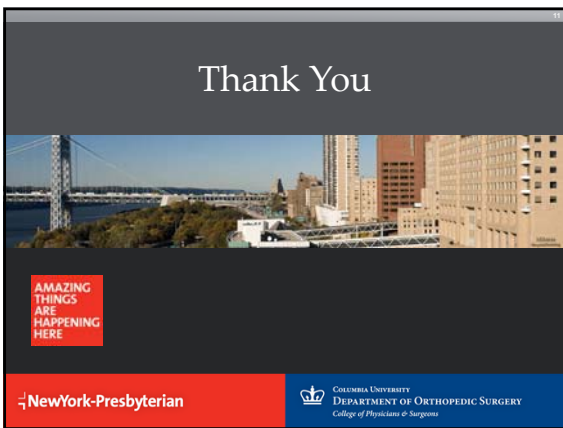 11
Thank You
AMAZING
THINGS
ARE
HAPPENING
HERE
NewYork-Presbyterian
COLUMBIA UNIVERSITY
DEPARTMENT OF ORTHOPEDIC SURGERY
College of Physicians & Surgeons